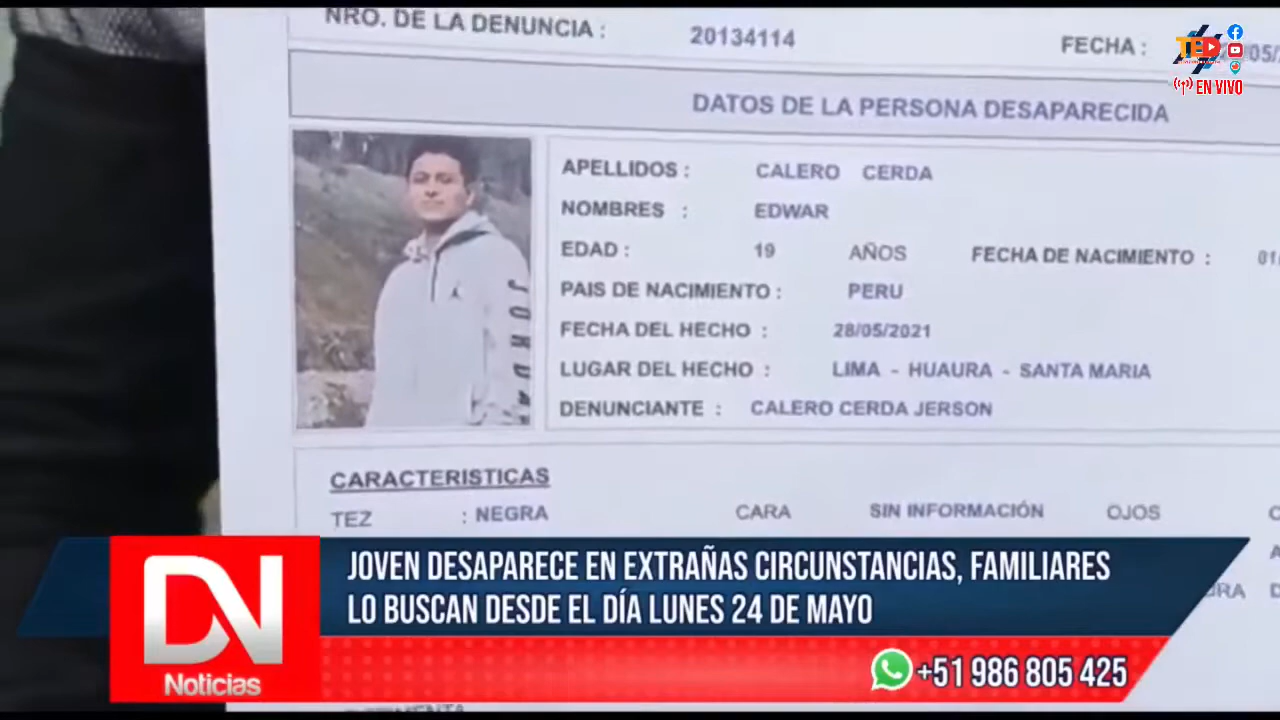 NRO. DE LA DENUNCIA : 20134114 FECHA :
EN VIVO
DATOS DE LA PERSONA DESAPARECIDA
APELLIDOS : CALERO CERDA
NOMBRES : EDWAR
EDAD : 19 AÑOS FECHA DE NACIMIENTO : 01
PAIS DE NACIMIENTO : PERU
FECHA DEL HECHO : 28/05/2021
LUGAR DEL HECHO : LIMA - HUAURA - SANTA MARIA
DENUNCIANTE : CALERO CERDA JERSON
CARACTERISTICAS
TEZ : NEGRA CARA SIN INFORMACIÓN OJOS
DN
Noticias
JOVEN DESAPARECE EN EXTRAÑAS CIRCUNSTANCIAS, FAMILIARES
LO BUSCAN DESDE EL DÍA LUNES 24 DE MAYO
+51 986 805 425